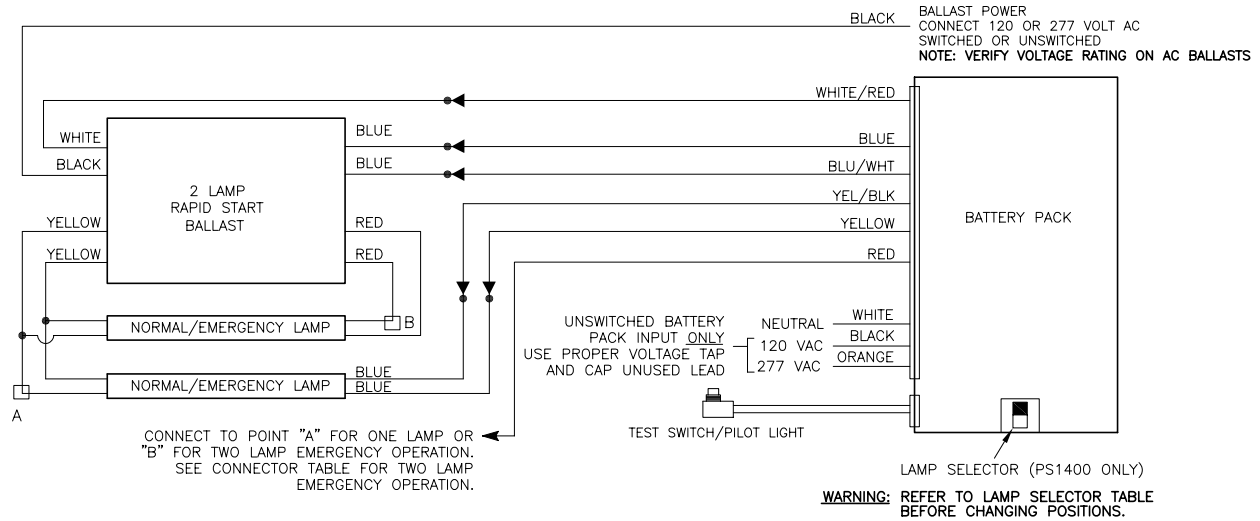 BLACK
BALLAST POWER
CONNECT 120 OR 277 VOLT AC
SWITCHED OR UNSWITCHED
NOTE: VERIFY VOLTAGE RATING ON AC BALLASTS
WHITE/RED
WHITE
BLUE
BLUE
BLACK
BLUE
BLU/WHT
2 LAMP
RAPID START
BALLAST
YEL/BLK
BATTERY PACK
YELLOW
RED
YELLOW
YELLOW
RED
RED
NORMAL/EMERGENCY LAMP
B
UNSWITCHED BATTERY
PACK INPUT ONLY
USE PROPER VOLTAGE TAP
AND CAP UNUSED LEAD
NEUTRAL
WHITE
120 VAC
BLACK
277 VAC
ORANGE
NORMAL/EMERGENCY LAMP
BLUE
BLUE
A
TEST SWITCH/PILOT LIGHT
CONNECT TO POINT "A" FOR ONE LAMP OR
"B" FOR TWO LAMP EMERGENCY OPERATION.
SEE CONNECTOR TABLE FOR TWO LAMP
EMERGENCY OPERATION.
LAMP SELECTOR (PS1400 ONLY)
WARNING: REFER TO LAMP SELECTOR TABLE
BEFORE CHANGING POSITIONS.